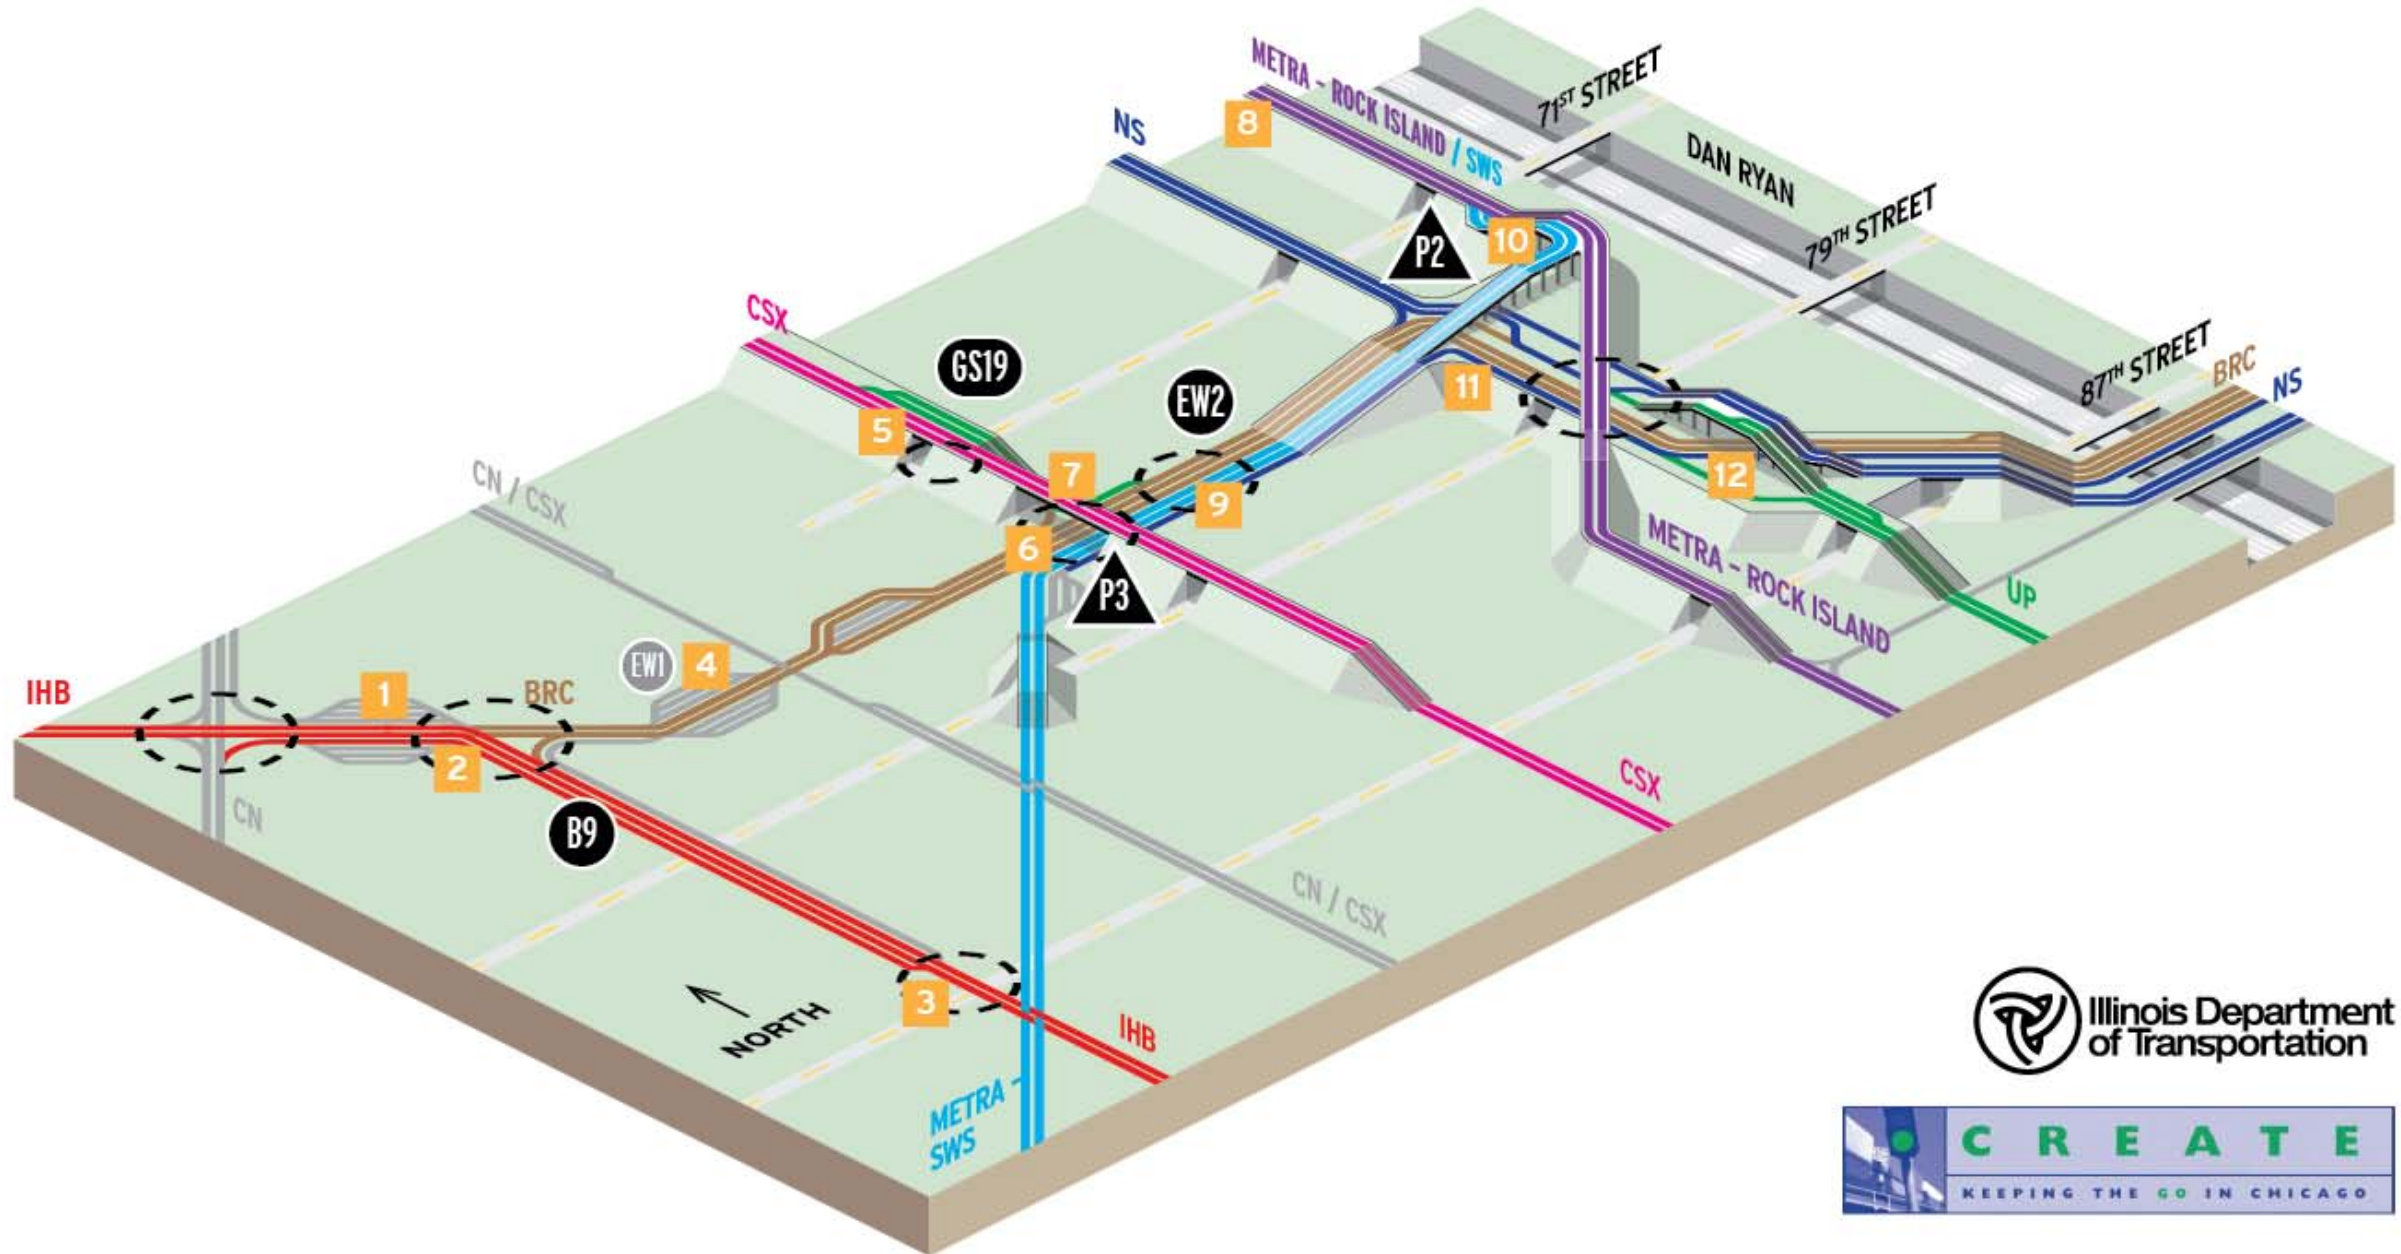 METRA - ROCK ISLAND / SWS
71ST STREET
8
NS
DAN RYAN
79TH STREET
P2
10
CSX
GS19
87TH STREET
BRC
NS
EW2
11
5
7
12
CN / CSX
9
6
METRA - ROCK ISLAND
P3
UP
EW1
4
IHB
1
BRC
2
CSX
CN
B9
CN / CSX
3
NORTH
IHB
METRA -
SWS
Illinois Department
of Transportation
CREATE
KEEPING THE GO IN CHICAGO